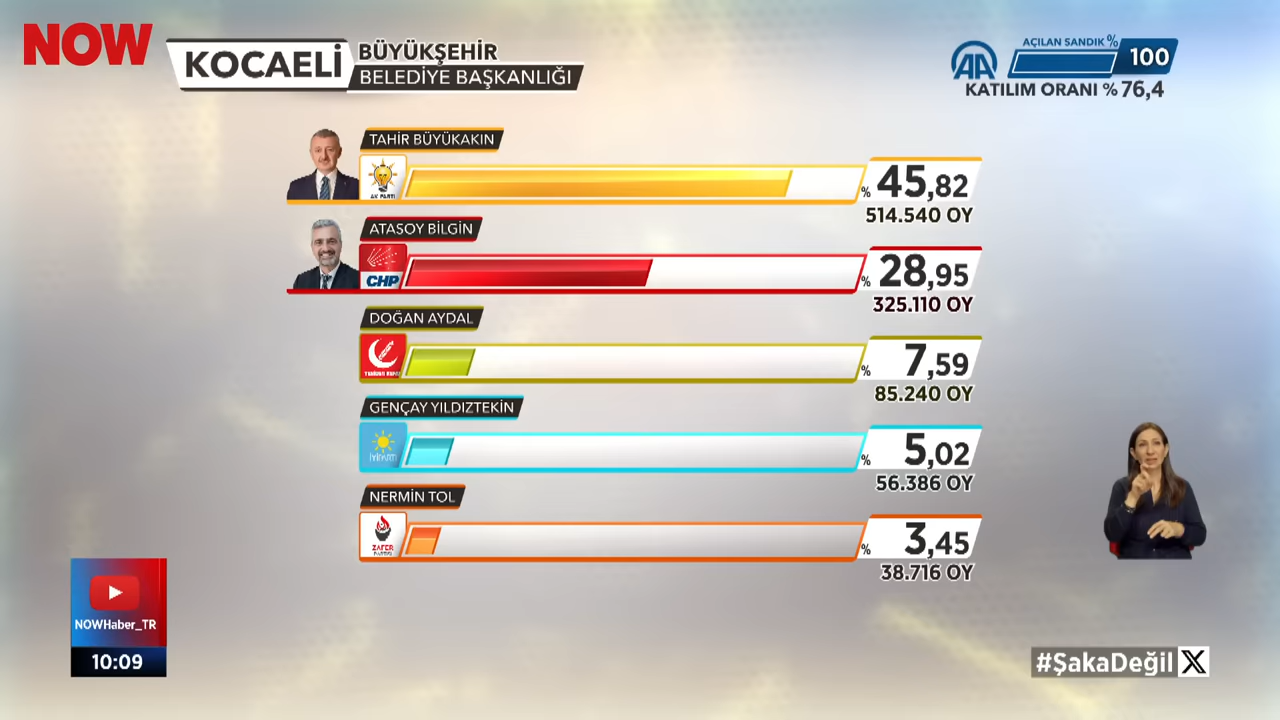 NOW
KOCAELİ
BÜYÜKŞEHİR
BELEDİYE BAŞKANLIĞI
AA
AÇILAN SANDIK %
100
KATILIM ORANI % 76,4
TAHİR BÜYÜKAKIN
AK PARTİ
% 45,82
514.540 OY
ATASOY BİLGİN
CHP
% 28,95
325.110 OY
DOĞAN AYDAL
% 7,59
85.240 OY
GENÇAY YILDIZTEKİN
İYİ PARTİ
% 5,02
56.386 OY
NERMİN TOL
ZAFER
PARTİSİ
% 3,45
38.716 OY
NOWHaber_TR
10:09
#ŞakaDeğil X